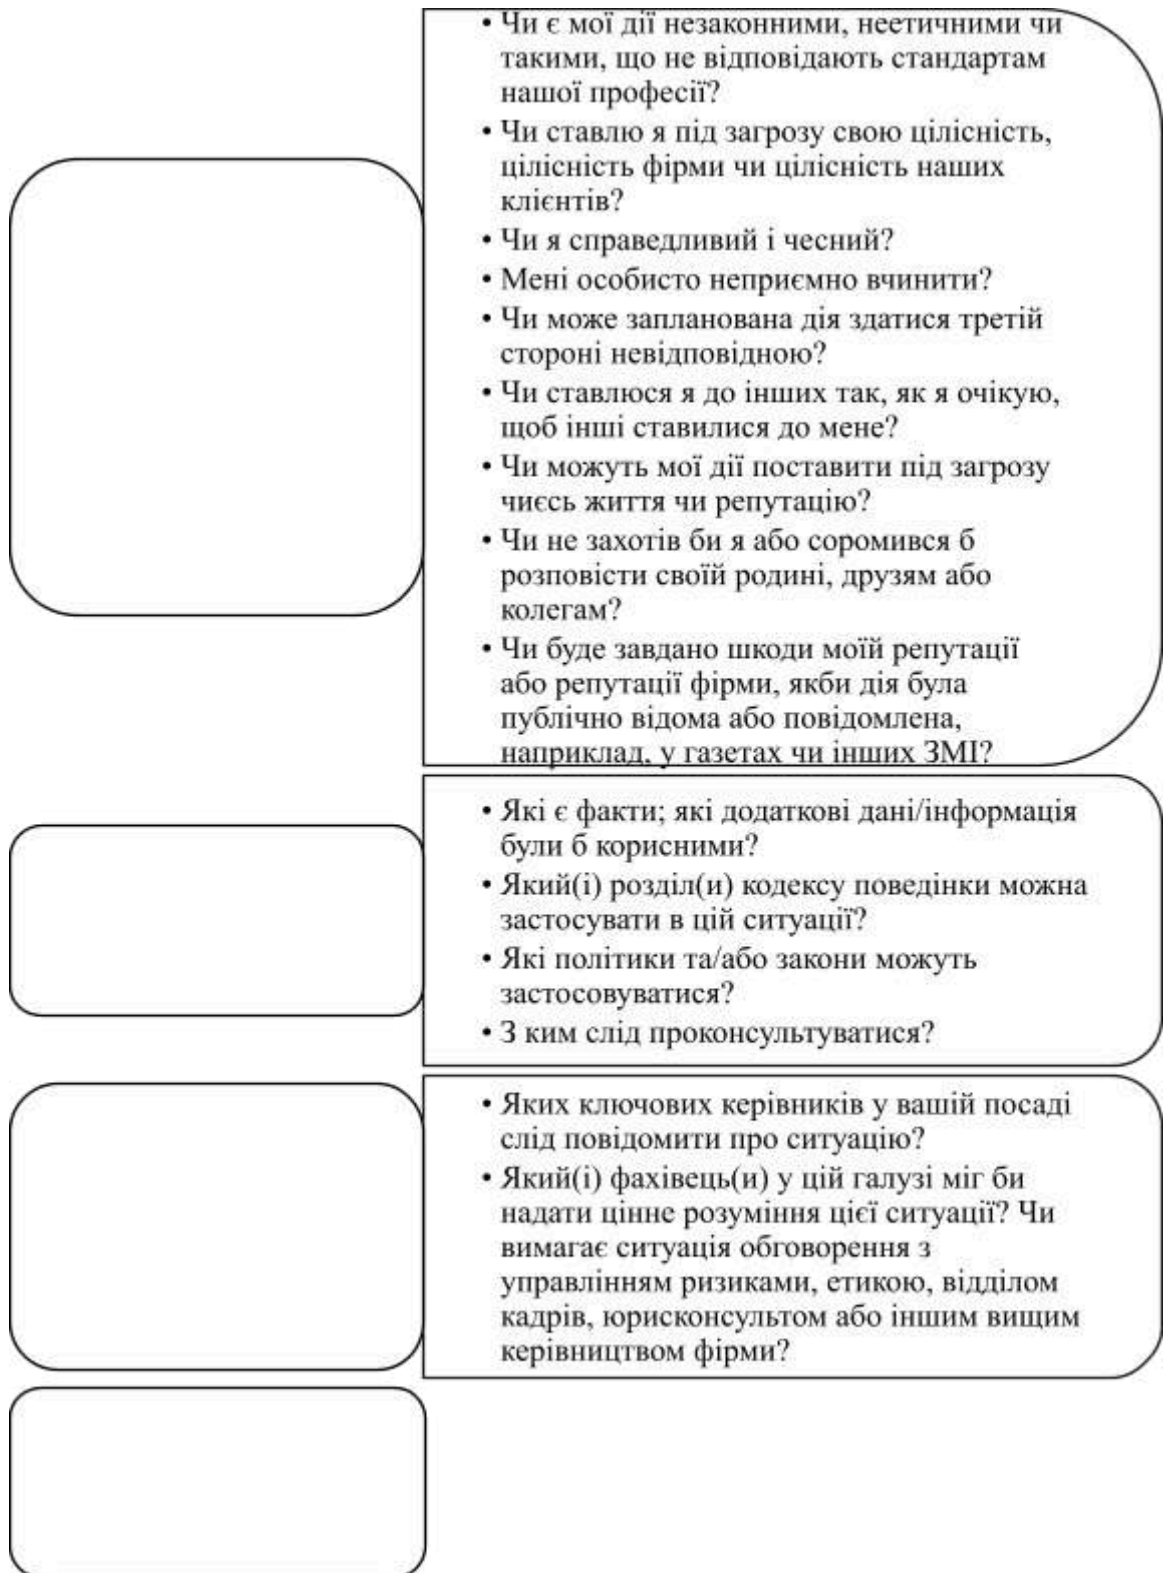 • Чи є мої дії незаконними, неетичними чи
такими, що не відповідають стандартам
нашої професії?
• Чи ставлю я під загрозу свою цілісність,
цілісність фірми чи цілісність наших
клієнтів?
• Чи я справедливий і чесний?
• Мені особисто неприємно вчинити?
• Чи може запланована дія здатися третій
стороні невідповідною?
• Чи ставлюся я до інших так, як я очікую,
щоб інші ставилися до мене?
• Чи можуть мої дії поставити під загрозу
чиєсь життя чи репутацію?
• Чи не захотів би я або соромився б
розповісти своїй родині, друзям або
колегам?
• Чи буде завдано шкоди моїй репутації
або репутації фірми, якби дія була
публічно відома або повідомлена,
наприклад, у газетах чи інших ЗМІ?
• Які є факти; які додаткові дані/інформація
були б корисними?
• Який(і) розділ(и) кодексу поведінки можна
застосувати в цій ситуації?
• Які політики та/або закони можуть
застосовуватися?
• З ким слід проконсультуватися?
• Яких ключових керівників у вашій посаді
слід повідомити про ситуацію?
• Який(і) фахівець(и) у цій галузі міг би
надати цінне розуміння цієї ситуації? Чи
вимагає ситуація обговорення з
управлінням ризиками, етикою, відділом
кадрів, юрисконсультом або іншим вищим
керівництвом фірми?